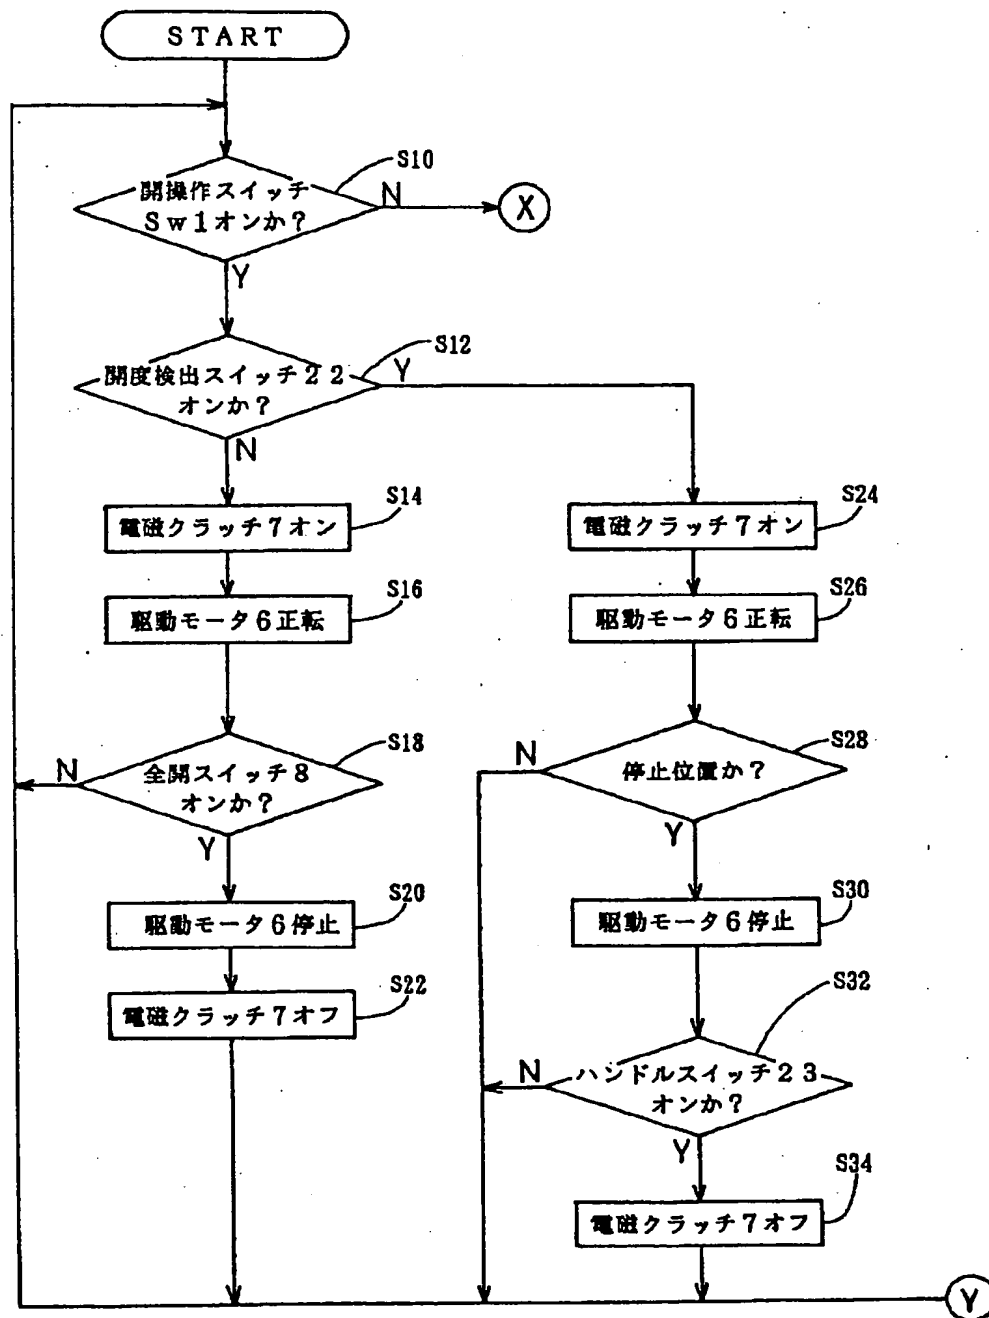 START
S10
開操作スイッチ
Sw1オンか?
N
X
Y
S12
開度検出スイッチ22
オンか?
Y
N
S14
電磁クラッチ7オン
S24
電磁クラッチ7オン
S16
駆動モータ6正転
S26
駆動モータ6正転
S18
全開スイッチ8
オンか?
N
Y
S28
停止位置か?
N
Y
S20
駆動モータ6停止
S30
駆動モータ6停止
S22
電磁クラッチ7オフ
S32
ハンドルスイッチ23
オンか?
N
Y
S34
電磁クラッチ7オフ
Y